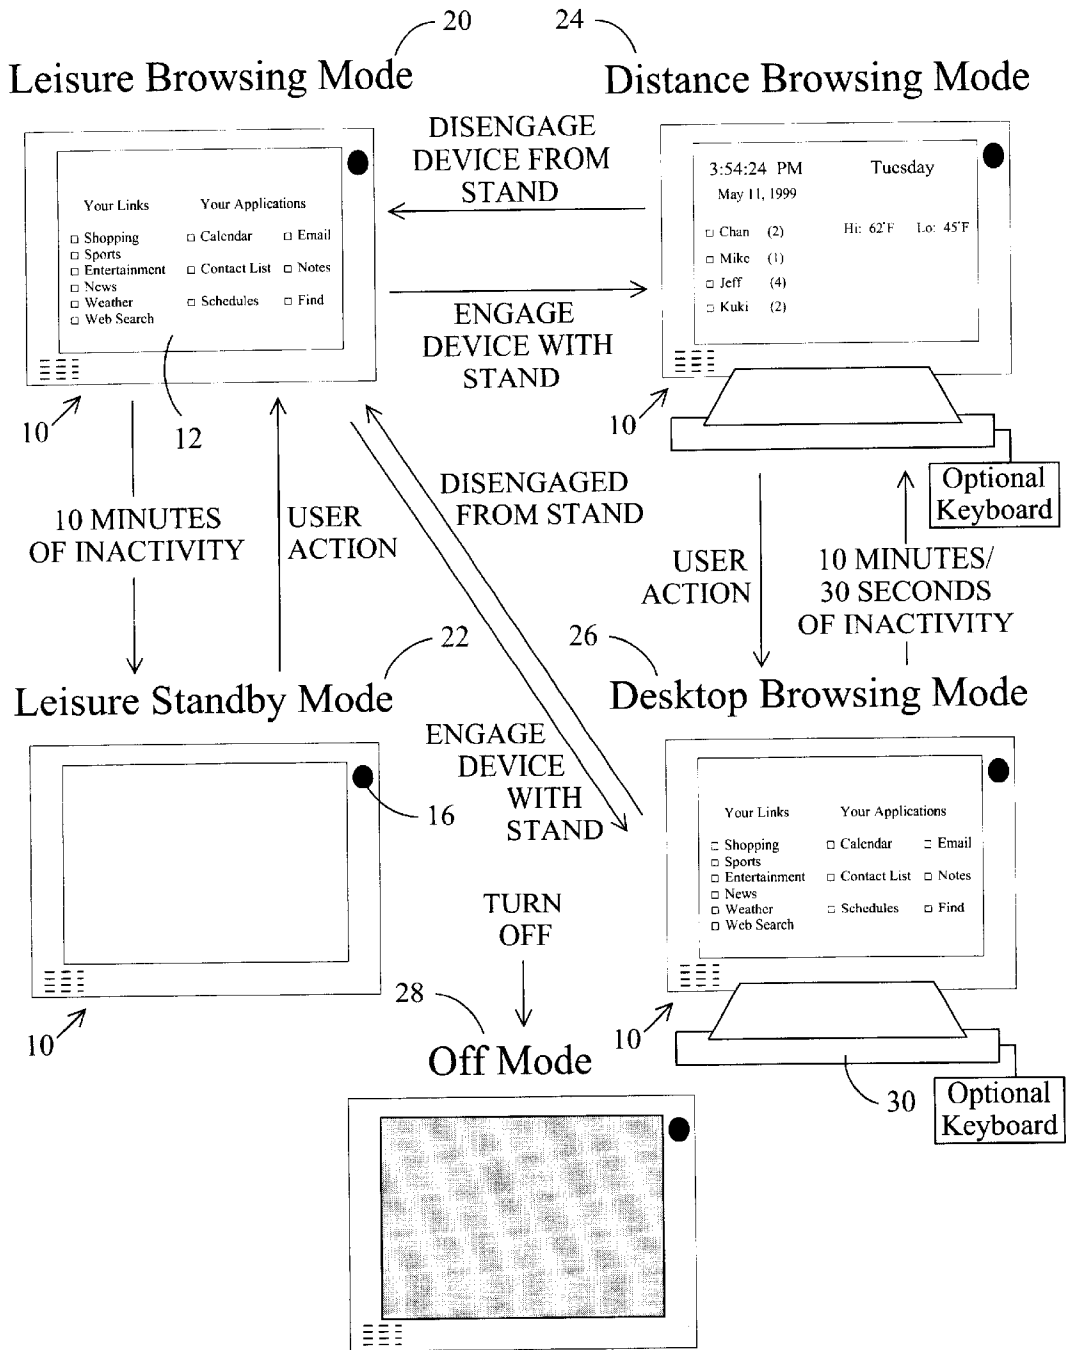 20
24
Leisure Browsing Mode
Distance Browsing Mode
Your Links Your Applications
Shopping Calendar Email
Sports
Entertainment Contact List Notes
News
Weather Schedules Find
Web Search
DISENGAGE
DEVICE FROM
STAND
ENGAGE
DEVICE WITH
STAND
3:54:24 PM Tuesday
May 11, 1999
Chan (2) Hi: 62°F Lo: 45°F
Mike (1)
Jeff (4)
Kuki (2)
10
12
10
Optional
Keyboard
DISENGAGED
FROM STAND
10 MINUTES
OF INACTIVITY
USER
ACTION
USER
ACTION
10 MINUTES/
30 SECONDS
OF INACTIVITY
22
26
Leisure Standby Mode
Desktop Browsing Mode
ENGAGE
DEVICE
WITH
STAND
16
Your Links Your Applications
Shopping Calendar Email
Sports
Entertainment Contact List Notes
News
Weather Schedules Find
Web Search
TURN
OFF
10
28
10
Off Mode
30
Optional
Keyboard